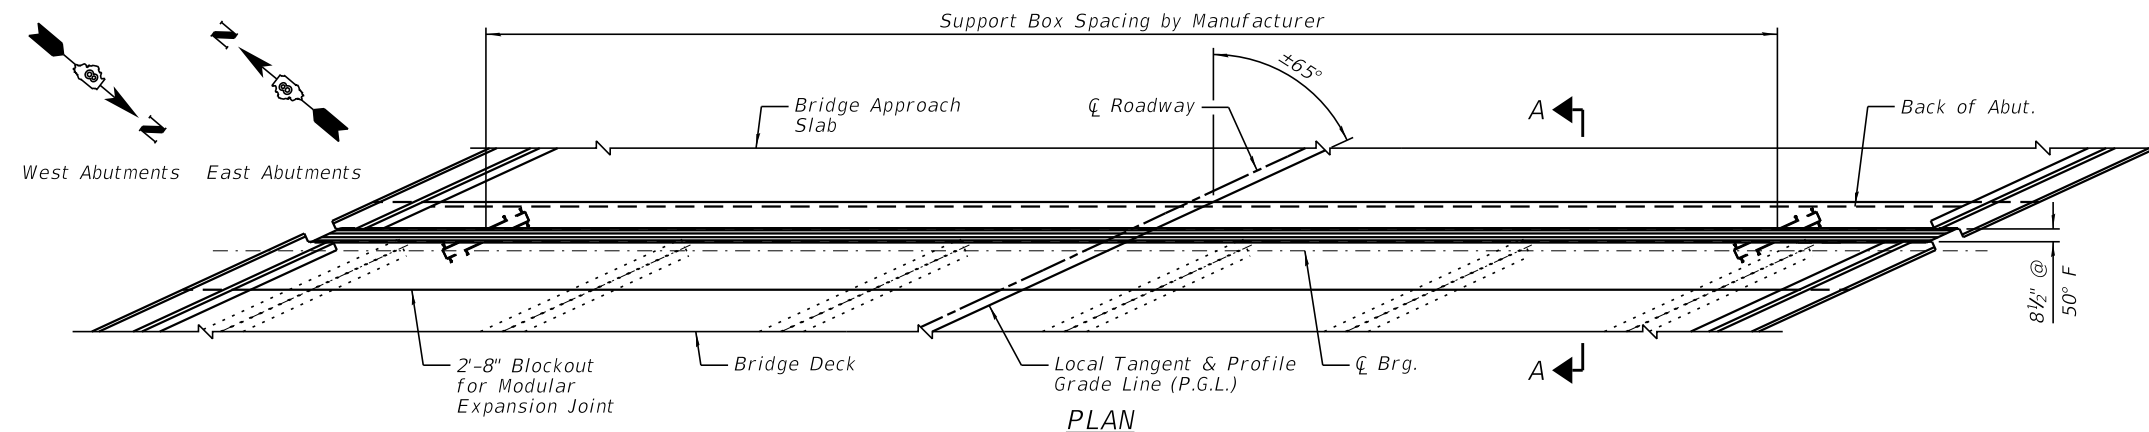 Support Box Spacing by Manufacturer
N
N
±65°
Bridge Approach
Slab
℄ Roadway
A
Back of Abut.
West Abutments
East Abutments
8½" @
50° F
2'-8" Blockout
for Modular
Expansion Joint
Bridge Deck
Local Tangent & Profile
Grade Line (P.G.L.)
℄ Brg.
A
PLAN